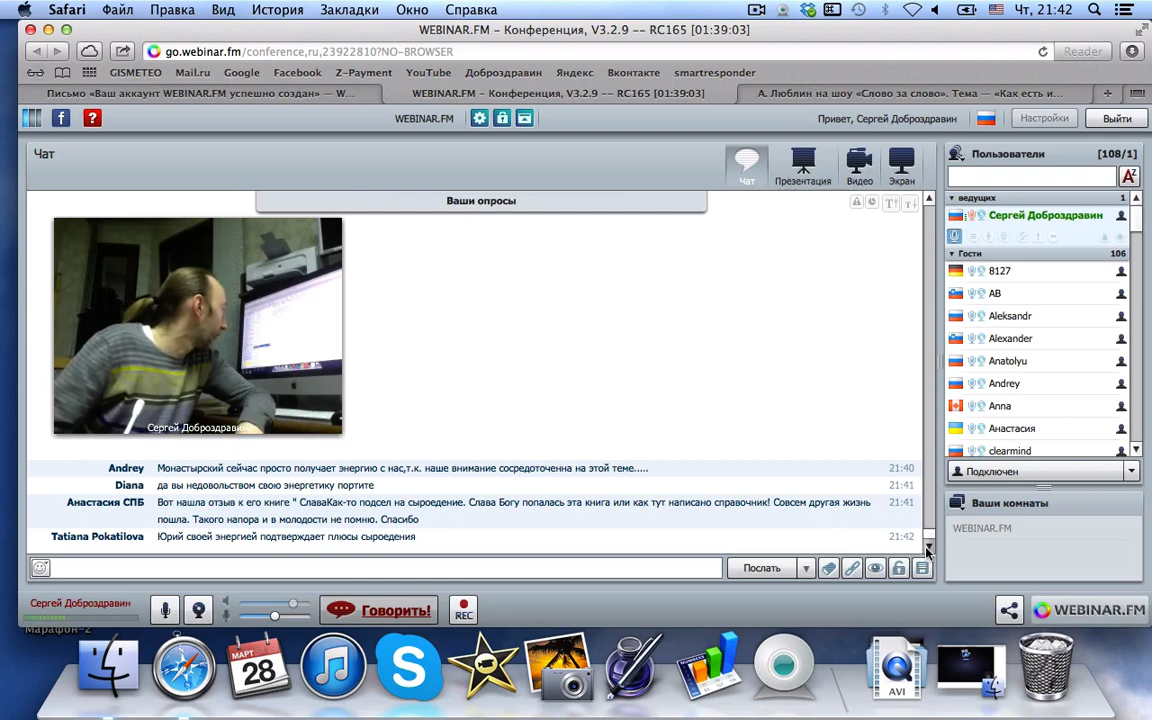 Safari Файл Правка Вид История Закладки Окно Справка Чт, 21:42
WEBINAR.FM – Конференция, V3.2.9 -- RC165 [01:39:03]
go.webinar.fm/conference,ru,23922810?NO-BROWSER Reader
GISMETEO Mail.ru Google Facebook Z-Payment YouTube Доброздравин Яндекс Вконтакте smartresponder
Письмо «Ваш аккаунт WEBINAR.FM успешно создан» — W... WEBINAR.FM – Конференция, V3.2.9 -- RC165 [01:39:03] А. Люблин на шоу «Слово за слово». Тема — «Как есть и...
f ? WEBINAR.FM Привет, Сергей Доброздравин Настройки Выйти
Чат
Чат Презентация Видео Экран
Ваши опросы
Сергей Доброздравин
Andrey Монастырский сейчас просто получает энергию с нас,т.к. наше внимание сосредоточенна на этой теме..... 21:40
Diana да вы недовольством свою энергетику портите 21:41
Анастасия СПБ Вот нашла отзыв к его книге " СлаваКак-то подсел на сыроедение. Слава Богу попалась эта книга или как тут написано справочник! Совсем другая жизнь 21:41
пошла. Такого напора и в молодости не помню. Спасибо
Tatiana Pokatilova Юрий своей энергией подтверждает плюсы сыроедения 21:42
Послать
Пользователи [108/1]
ведущих 1
Сергей Доброздравин
Гости 106
8127
AB
Aleksandr
Alexander
Anatolyu
Andrey
Anna
Анастасия
clearmind
Подключен
Ваши комнаты
WEBINAR.FM
Сергей Доброздравин Говорить! REC WEBINAR.FM
Марафон-2
МАРТ
28
NUMBERS
AVI